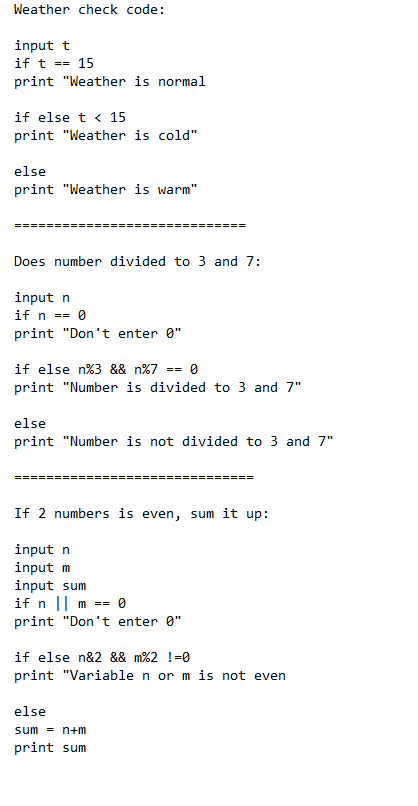 Weather check code:
input t
if t == 15
print "Weather is normal
if else t < 15
print "Weather is cold"
else
print "Weather is warm"
=============================
Does number divided to 3 and 7:
input n
if n == 0
print "Don't enter 0"
if else n%3 && n%7 == 0
print "Number is divided to 3 and 7"
else
print "Number is not divided to 3 and 7"
==============================
If 2 numbers is even, sum it up:
input n
input m
input sum
if n || m == 0
print "Don't enter 0"
if else n&2 && m%2 !=0
print "Variable n or m is not even
else
sum = n+m
print sum